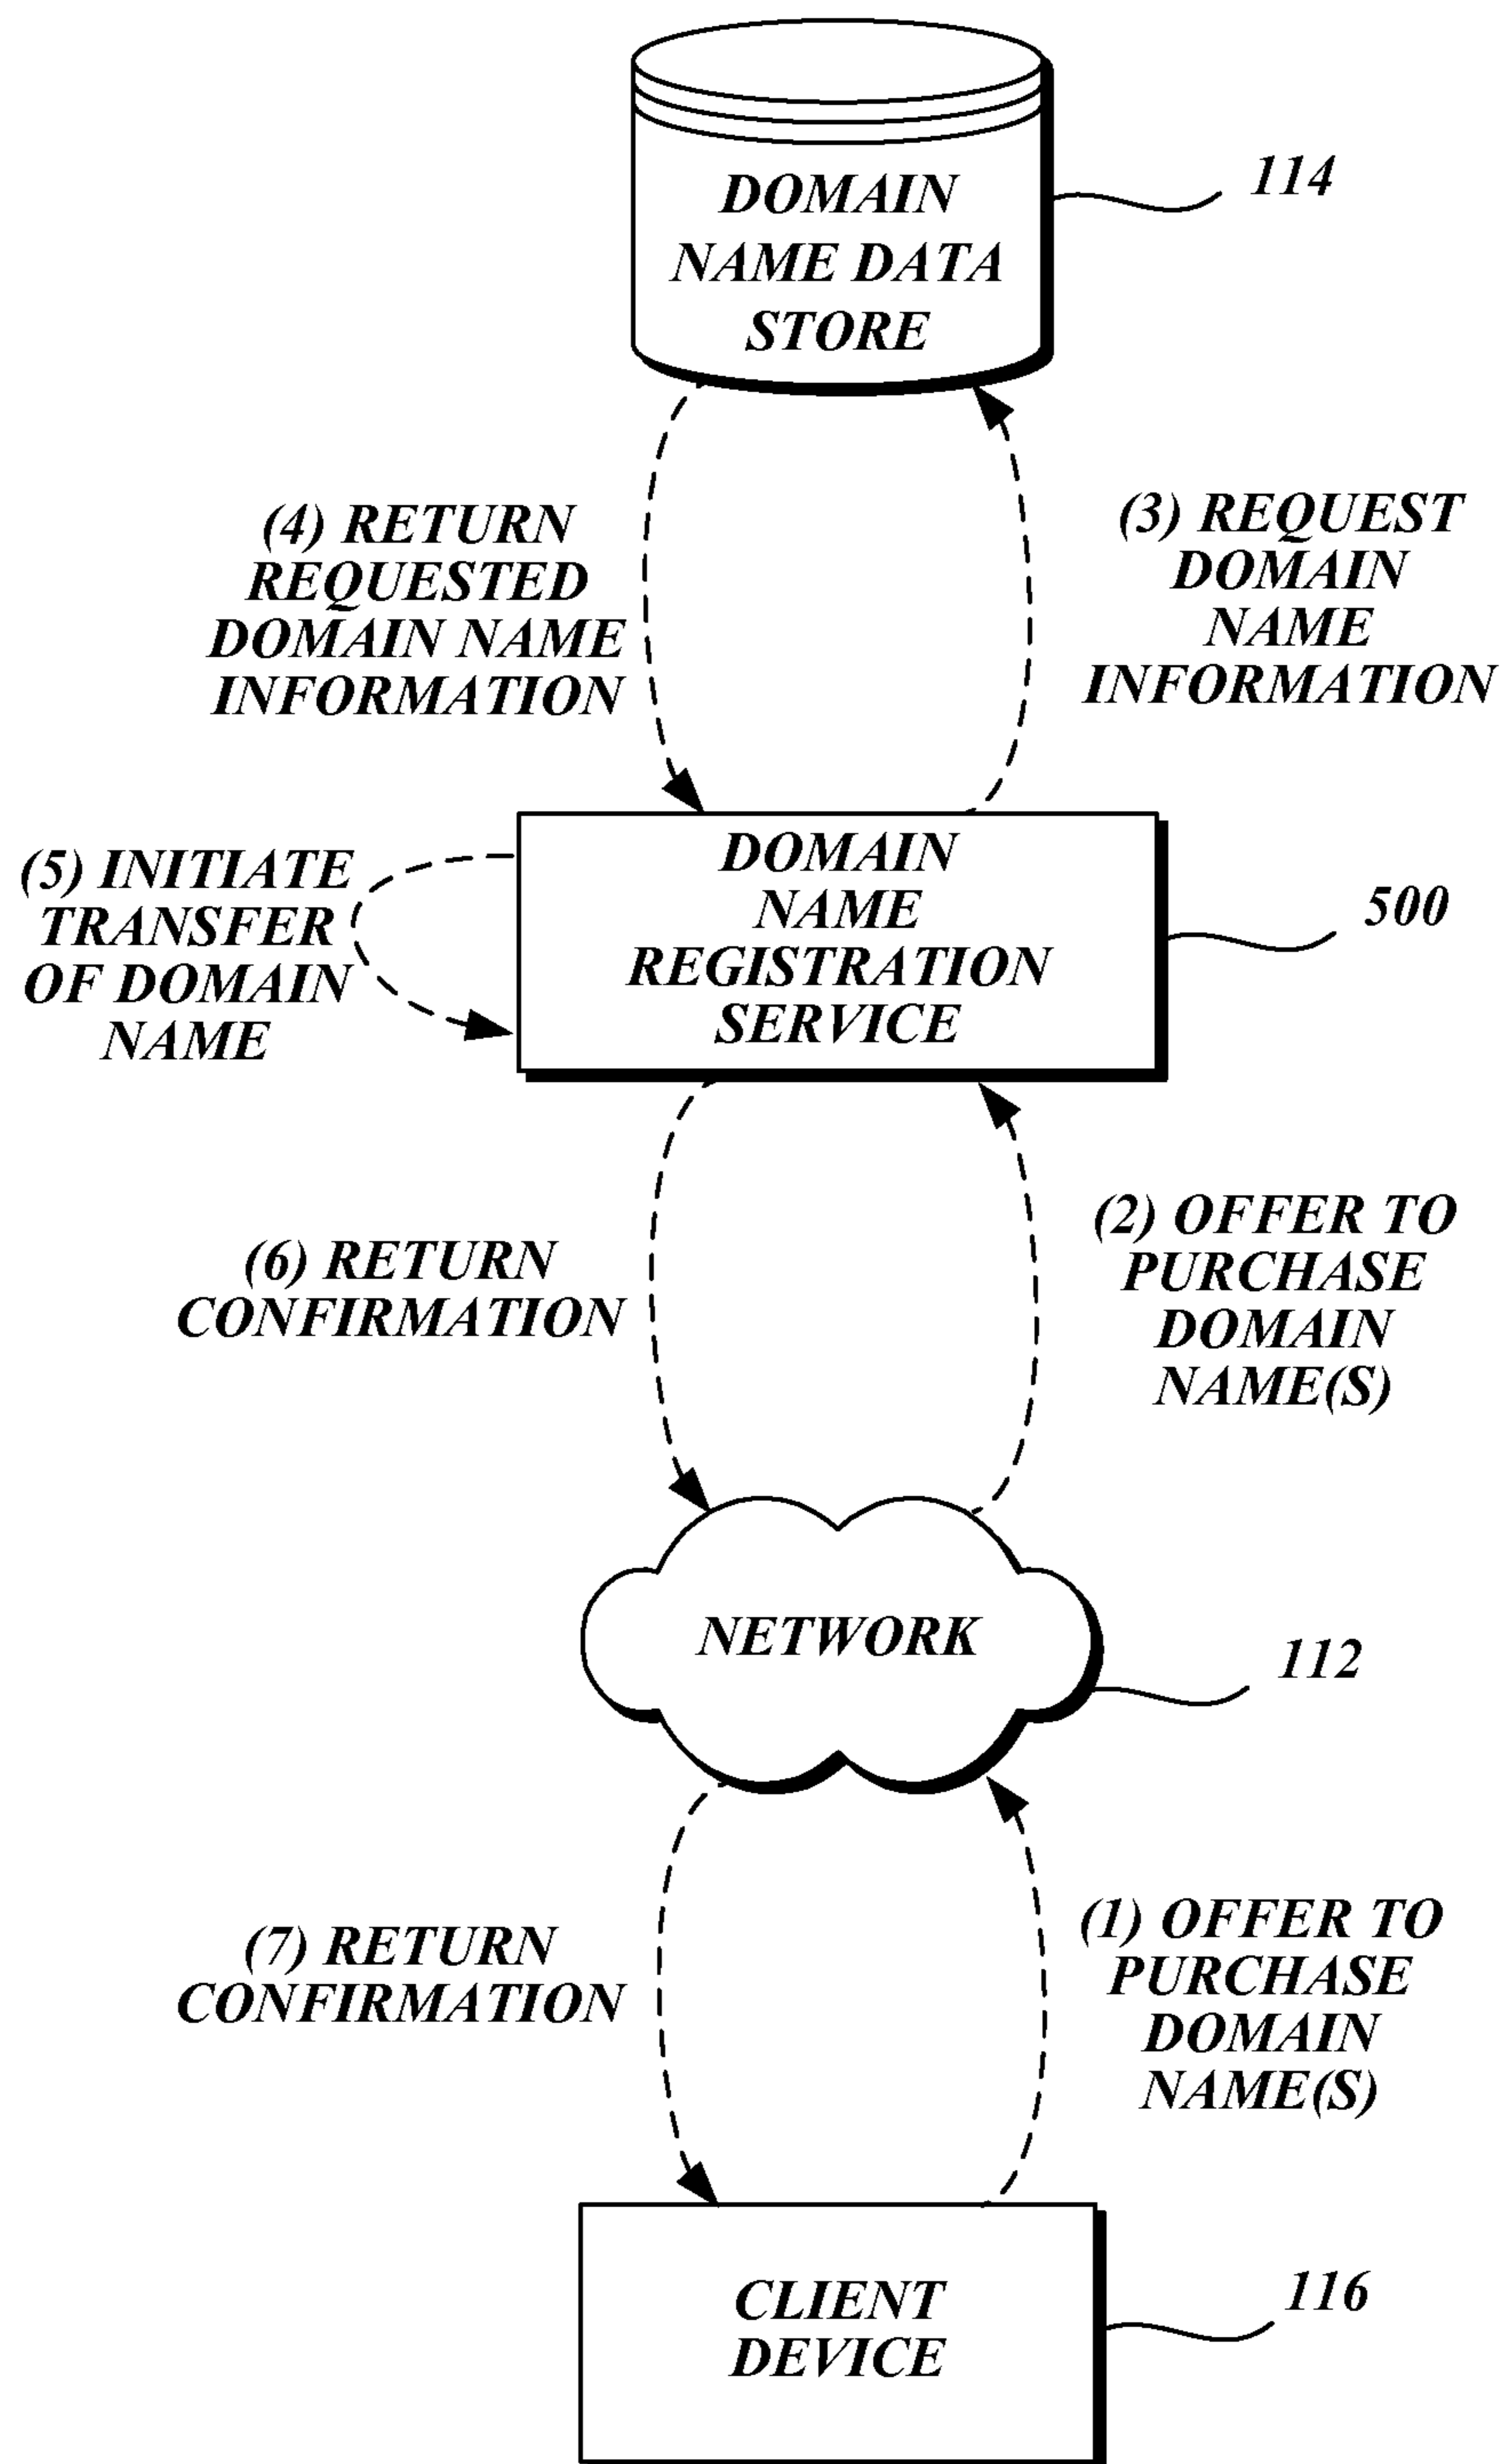 DOMAIN
NAME DATA
STORE
114
(4) RETURN
REQUESTED
DOMAIN NAME
INFORMATION
(3) REQUEST
DOMAIN
NAME
INFORMATION
(5) INITIATE
TRANSFER
OF DOMAIN
NAME
DOMAIN
NAME
REGISTRATION
SERVICE
500
(6) RETURN
CONFIRMATION
(2) OFFER TO
PURCHASE
DOMAIN
NAME(S)
NETWORK
112
(7) RETURN
CONFIRMATION
(1) OFFER TO
PURCHASE
DOMAIN
NAME(S)
CLIENT
DEVICE
116